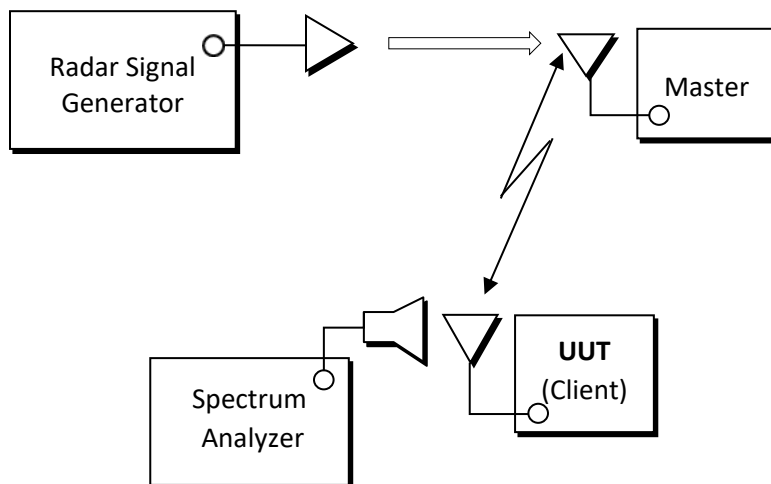 Radar Signal
Generator
Master
UUT
(Client)
Spectrum
Analyzer